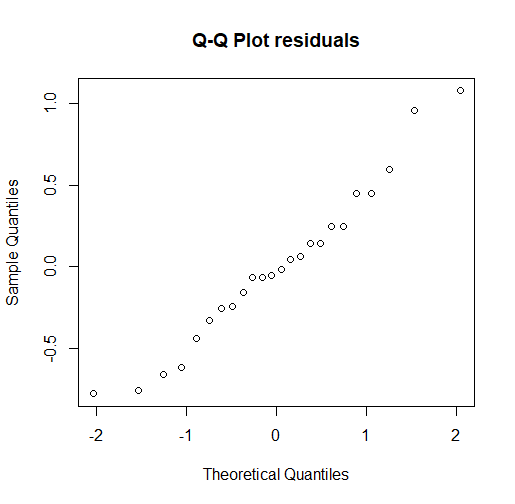 Q-Q Plot residuals
1.0
0.5
0.0
-0.5
Sample Quantiles
-2 -1 0 1 2
Theoretical Quantiles